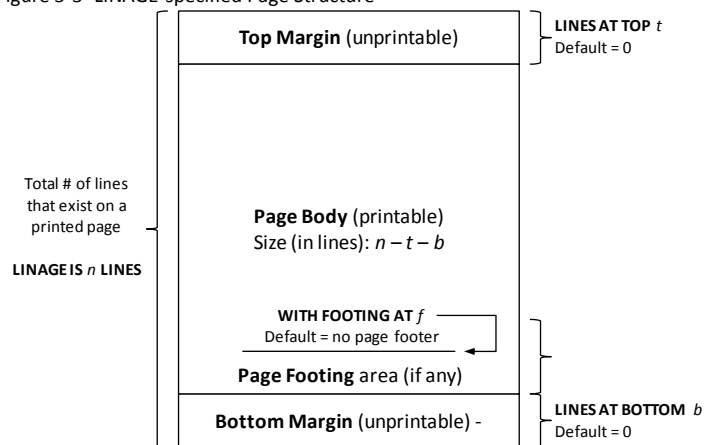 Figure 5-5- LINAGE-specified Page Structure
Top Margin (unprintable)
LINES AT TOP t
Default = 0
Total # of lines
that exist on a
printed page
LINAGE IS n LINES
Page Body (printable)
Size (in lines): n – t – b
WITH FOOTING AT f
Default = no page footer
Page Footing area (if any)
Bottom Margin (unprintable) -
LINES AT BOTTOM b
Default = 0